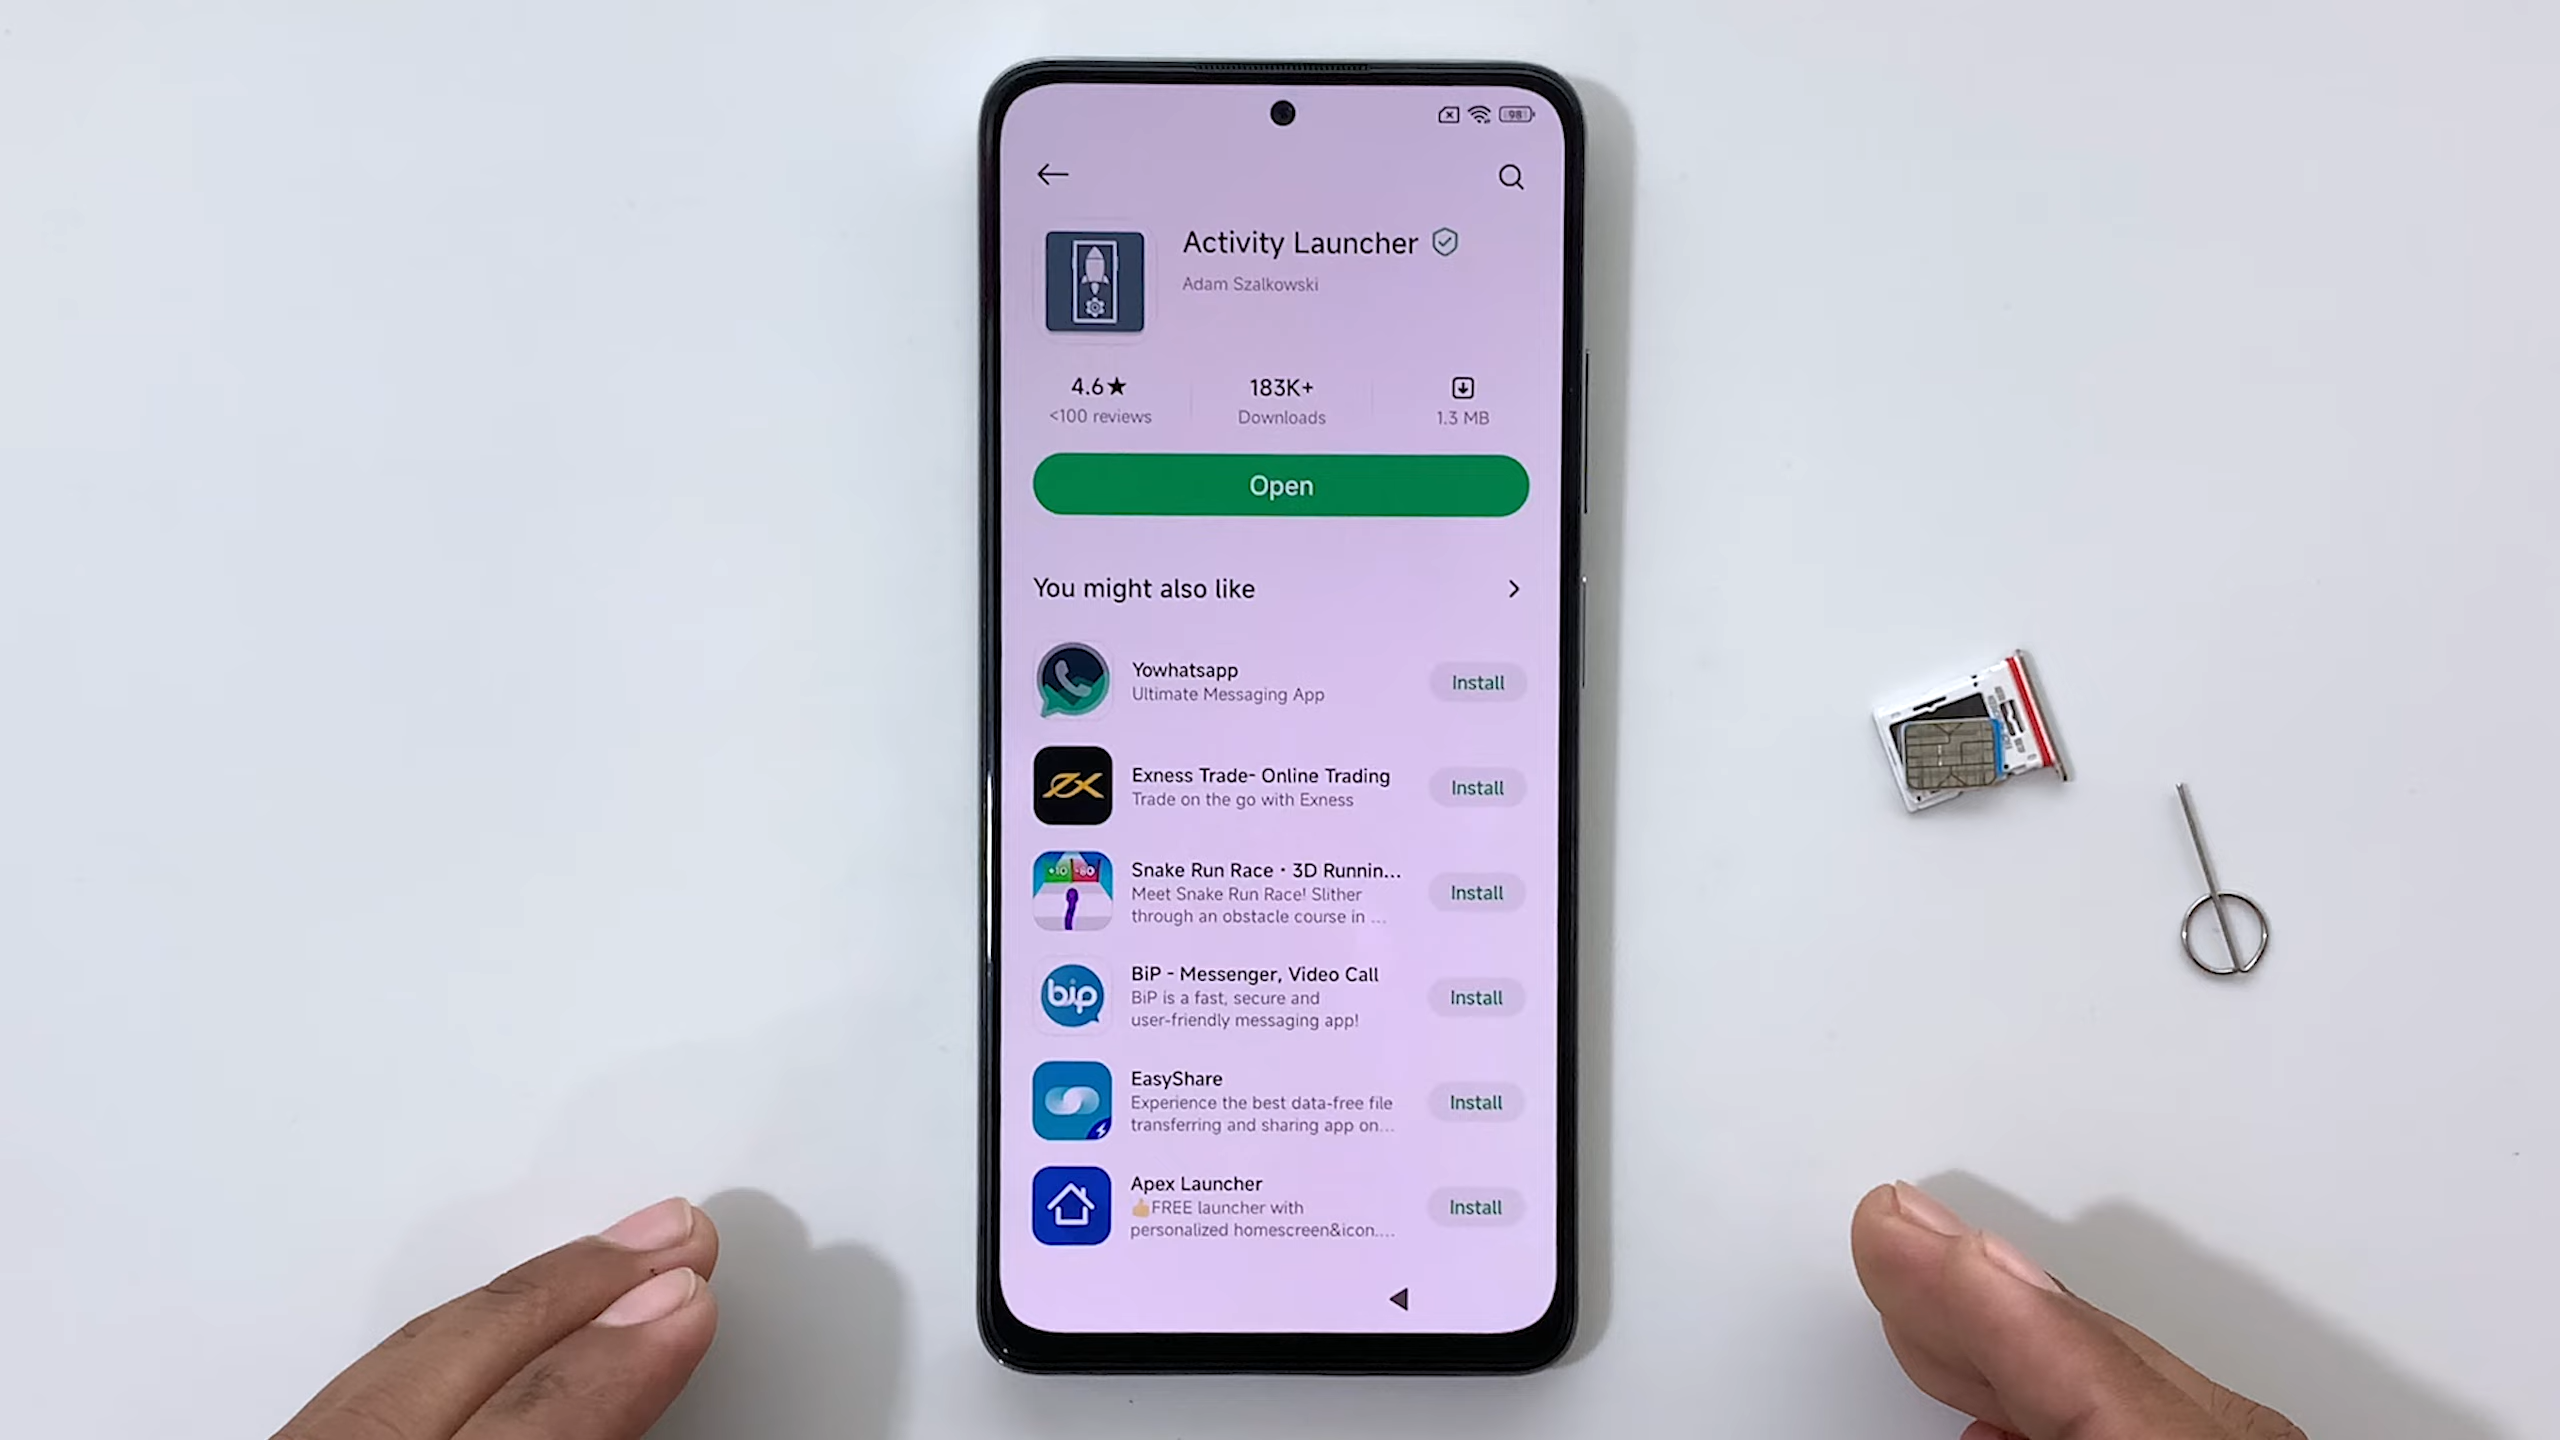 98
Activity Launcher
Adam Szalkowski
4.6★
<100 reviews
183K+
Downloads
1.3 MB
Open
You might also like
Yowhatsapp
Ultimate Messaging App
Install
Exness Trade- Online Trading
Trade on the go with Exness
Install
+10 -80
Snake Run Race・3D Runnin...
Meet Snake Run Race! Slither
through an obstacle course in ...
Install
bip
BiP - Messenger, Video Call
BiP is a fast, secure and
user-friendly messaging app!
Install
EasyShare
Experience the best data-free file
transferring and sharing app on...
Install
Apex Launcher
👍FREE launcher with
personalized homescreen&icon....
Install